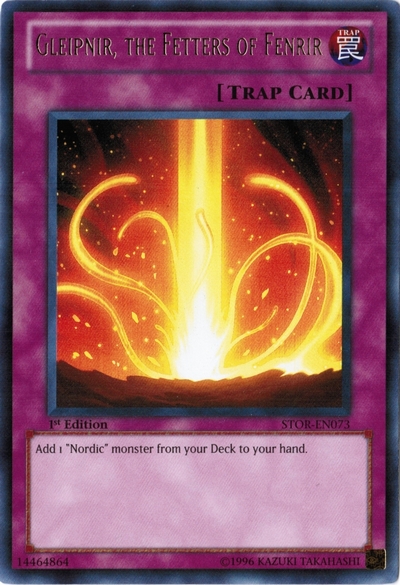 Gleipnir, the Fetters of Fenrir
TRAP
罠
[Trap Card]
1st Edition
STOR-EN073
Add 1 "Nordic" monster from your Deck to your hand.
14464864
©1996 KAZUKI TAKAHASHI